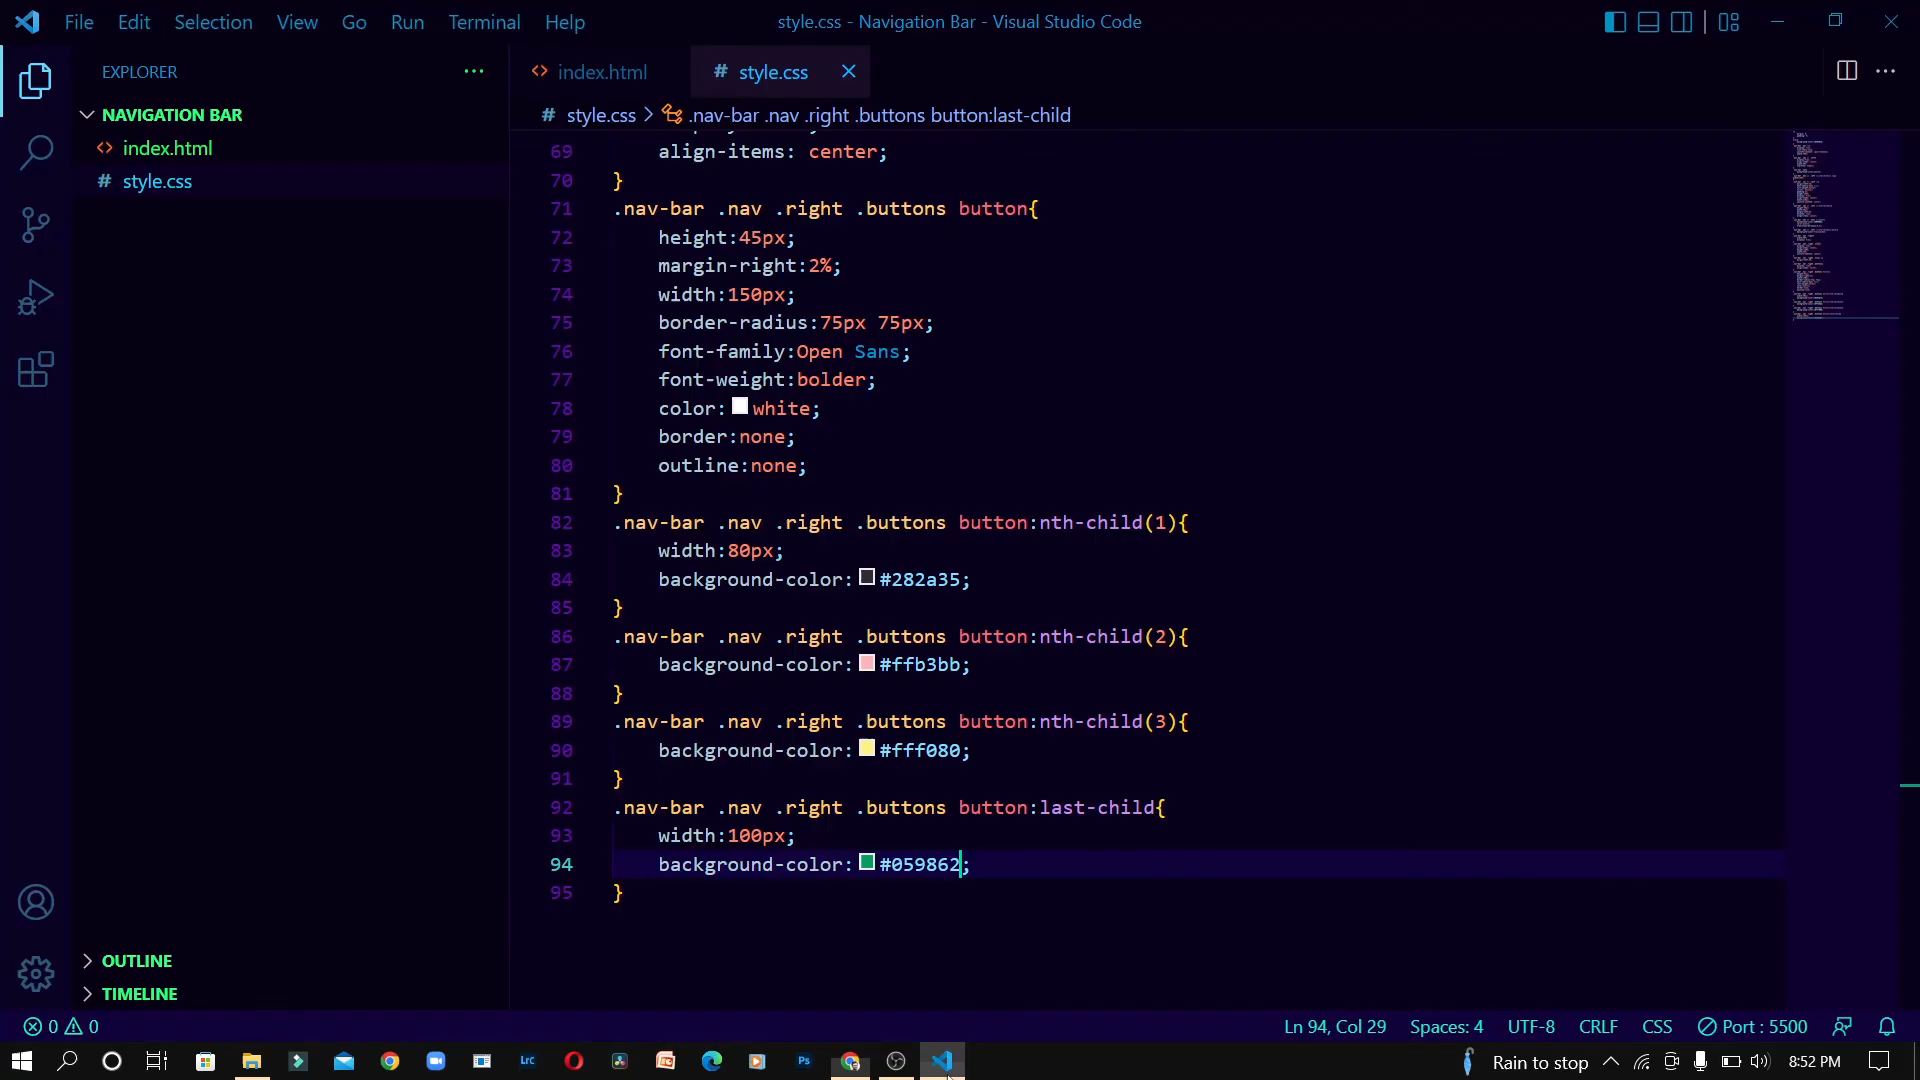 File Edit Selection View Go Run Terminal Help
style.css - Navigation Bar - Visual Studio Code
EXPLORER
NAVIGATION BAR
<> index.html
# style.css
OUTLINE
TIMELINE
<> index.html
# style.css
# style.css > .nav-bar .nav .right .buttons button:last-child
69 align-items: center;
70 }
71 .nav-bar .nav .right .buttons button{
72 height:45px;
73 margin-right:2%;
74 width:150px;
75 border-radius:75px 75px;
76 font-family:Open Sans;
77 font-weight:bolder;
78 color:white;
79 border:none;
80 outline:none;
81 }
82 .nav-bar .nav .right .buttons button:nth-child(1){
83 width:80px;
84 background-color:#282a35;
85 }
86 .nav-bar .nav .right .buttons button:nth-child(2){
87 background-color:#ffb3bb;
88 }
89 .nav-bar .nav .right .buttons button:nth-child(3){
90 background-color:#fff080;
91 }
92 .nav-bar .nav .right .buttons button:last-child{
93 width:100px;
94 background-color:#059862;
95 }
0 0
Ln 94, Col 29 Spaces: 4 UTF-8 CRLF CSS Port : 5500
Lrc Ps
Rain to stop 8:52 PM